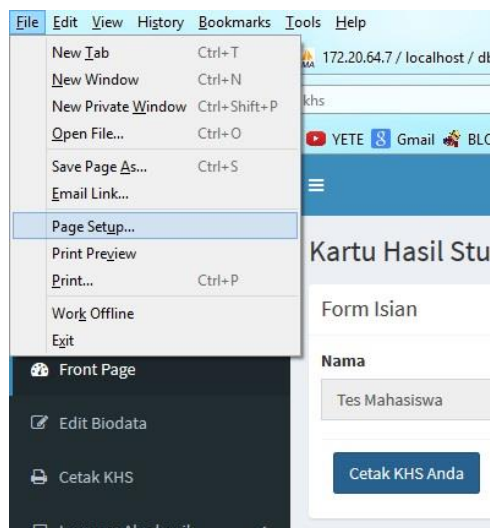 File Edit View History Bookmarks Tools Help
New Tab Ctrl+T
172.20.64.7 / localhost / db
New Window Ctrl+N
New Private Window Ctrl+Shift+P
khs
Open File... Ctrl+O
YETE Gmail BLO
Save Page As... Ctrl+S
Email Link...
Page Setup...
Print Preview
Print... Ctrl+P
Work Offline
Exit
Kartu Hasil Stu
Form Isian
Nama
Tes Mahasiswa
Cetak KHS Anda
Front Page
Edit Biodata
Cetak KHS